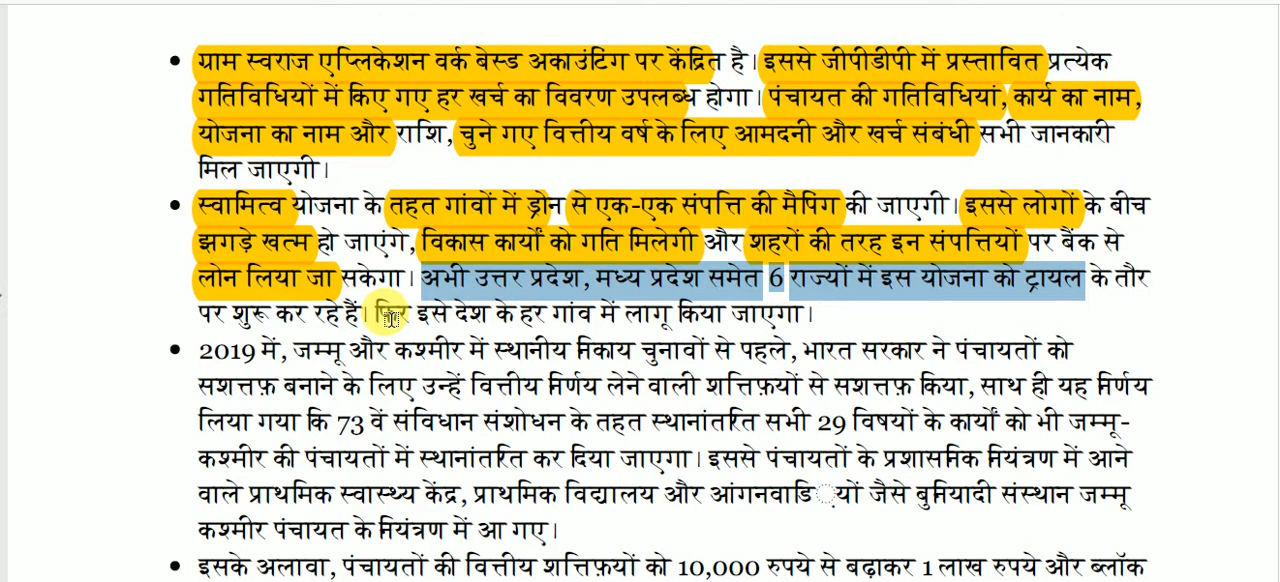 • ग्राम स्वराज एप्लिकेशन वर्क बेस्ड अकाउंटिंग पर केंद्रित है। इससे जीपीडीपी में प्रस्तावित प्रत्येक
गतिविधियों में किए गए हर खर्च का विवरण उपलब्ध होगा। पंचायत की गतिविधियां, कार्य का नाम,
योजना का नाम और राशि, चुने गए वित्तीय वर्ष के लिए आमदनी और खर्च संबंधी सभी जानकारी
मिल जाएगी।
• स्वामित्व योजना के तहत गांवों में ड्रोन से एक-एक संपत्ति की मैपिंग की जाएगी। इससे लोगों के बीच
झगड़े खत्म हो जाएंगे, विकास कार्यों को गति मिलेगी और शहरों की तरह इन संपत्तियों पर बैंक से
लोन लिया जा सकेगा। अभी उत्तर प्रदेश, मध्य प्रदेश समेत 6 राज्यों में इस योजना को ट्रायल के तौर
पर शुरू कर रहे हैं। फिर इसे देश के हर गांव में लागू किया जाएगा।
• 2019 में, जम्मू और कश्मीर में स्थानीय निकाय चुनावों से पहले, भारत सरकार ने पंचायतों को
सशत्तफ़ बनाने के लिए उन्हें वित्तीय निर्णय लेने वाली शत्तिफ़यों से सशत्तफ़ किया, साथ ही यह निर्णय
लिया गया कि 73 वें संविधान संशोधन के तहत स्थानांतरित सभी 29 विषयों के कार्यों को भी जम्मू-
कश्मीर की पंचायतों में स्थानांतरित कर दिया जाएगा। इससे पंचायतों के प्रशासनिक नियंत्रण में आने
वाले प्राथमिक स्वास्थ्य केंद्र, प्राथमिक विद्यालय और आंगनवाडि़यों जैसे बुनियादी संस्थान जम्मू
कश्मीर पंचायत के नियंत्रण में आ गए।
• इसके अलावा, पंचायतों की वित्तीय शत्तिफ़यों को 10,000 रुपये से बढ़ाकर 1 लाख रुपये और ब्लॉक